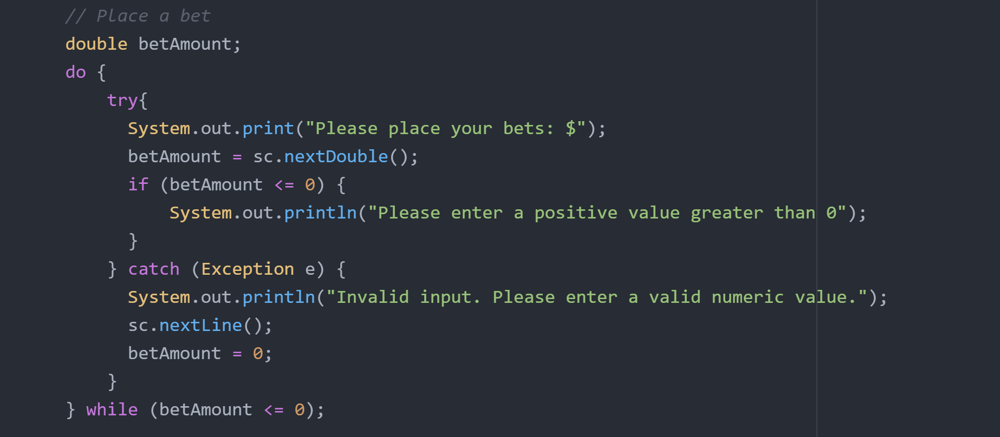 // Place a bet
double betAmount;
do {
    try{
      System.out.print("Please place your bets: $");
      betAmount = sc.nextDouble();
      if (betAmount <= 0) {
          System.out.println("Please enter a positive value greater than 0");
      }
    } catch (Exception e) {
      System.out.println("Invalid input. Please enter a valid numeric value.");
      sc.nextLine();
      betAmount = 0;
    }
} while (betAmount <= 0);